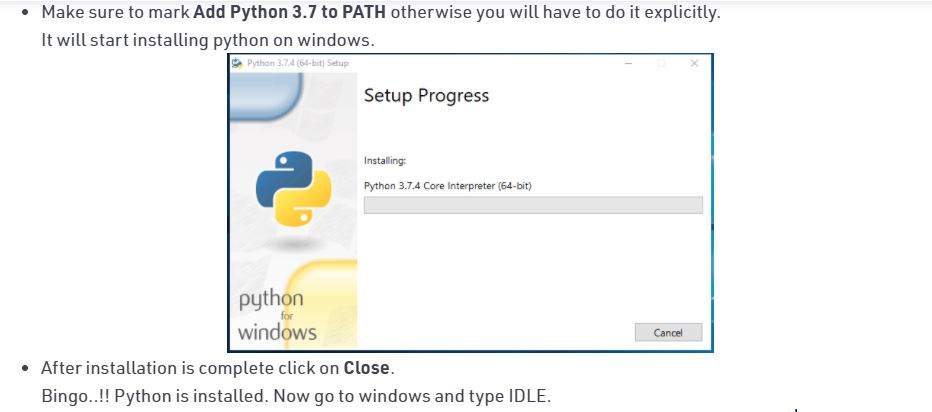 • Make sure to mark Add Python 3.7 to PATH otherwise you will have to do it explicitly.
It will start installing python on windows.
Python 3.7.4 (64-bit) Setup
Setup Progress
Installing:
Python 3.7.4 Core Interpreter (64-bit)
python
for
windows
Cancel
• After installation is complete click on Close.
Bingo..!! Python is installed. Now go to windows and type IDLE.